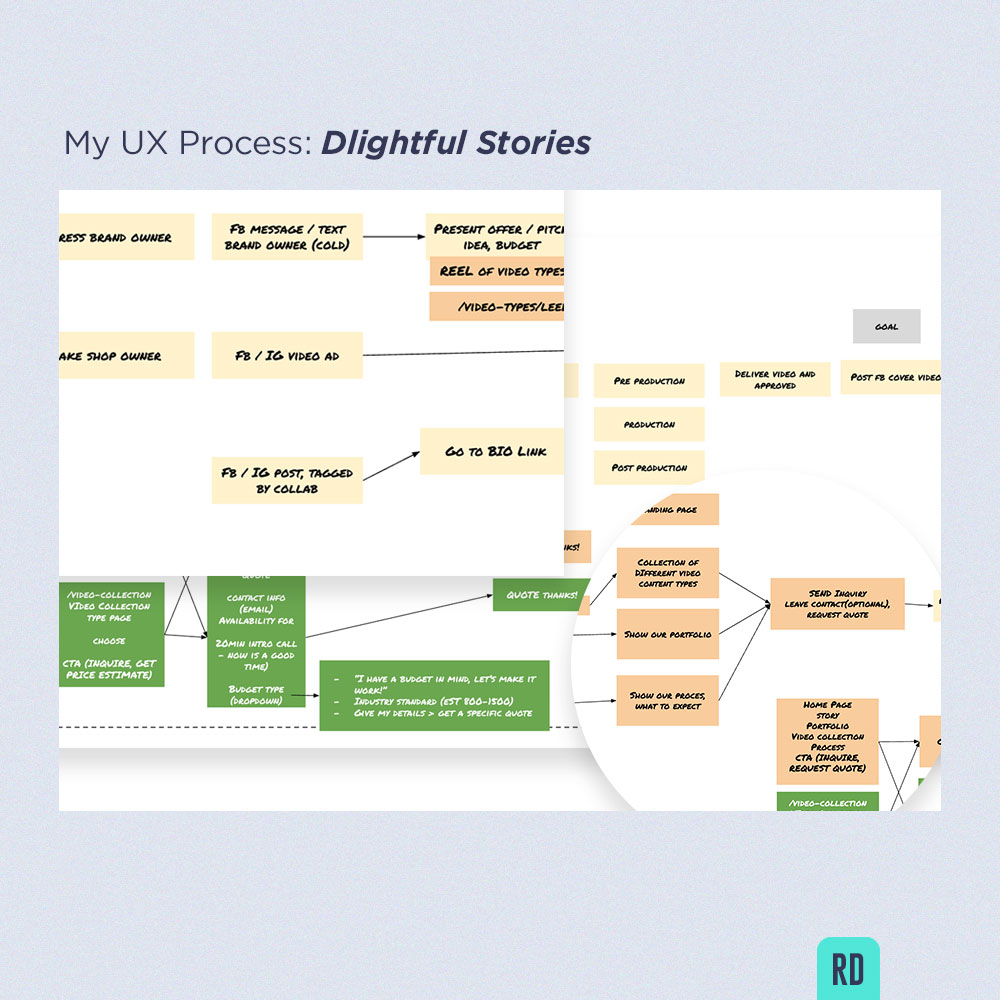 My UX Process: Dlightful Stories
RESS BRAND OWNER
FB MESSAGE / TEXT
BRAND OWNER (COLD)
PRESENT OFFER / PITCH
IDEA, BUDGET
REEL OF VIDEO TYPES
/VIDEO-TYPES/LEE
AKE SHOP OWNER
FB / IG VIDEO AD
FB / IG POST, TAGGED
BY COLLAB
GO TO BIO LINK
GOAL
PRE PRODUCTION
DELIVER VIDEO AND
APPROVED
POST FB COVER VIDEO
PRODUCTION
POST PRODUCTION
ANDING PAGE
NKS!
COLLECTION OF
DIFFERENT VIDEO
CONTENT TYPES
SHOW OUR PORTFOLIO
SHOW OUR PROCES,
WHAT TO EXPECT
SEND INQUIRY
LEAVE CONTACT(OPTIONAL),
REQUEST QUOTE
HOME PAGE
STORY
PORTFOLIO
VIDEO COLLECTION
PROCESS
CTA (INQUIRE,
REQUEST QUOTE)
/VIDEO-COLLECTION
/VIDEO-COLLECTION
VIDEO COLLECTION
TYPE PAGE
CHOOSE
CTA (INQUIRE, GET
PRICE ESTIMATE)
QUOTE
CONTACT INFO
(EMAIL)
AVAILABILITY FOR
20MIN INTRO CALL
- NOW IS A GOOD
TIME)
BUDGET TYPE
(DROPDOWN)
QUOTE THANKS!
- "I HAVE A BUDGET IN MIND, LET'S MAKE IT
WORK!"
- INDUSTRY STANDARD (EST 800-1500)
- GIVE MY DETAILS > GET A SPECIFIC QUOTE
RD